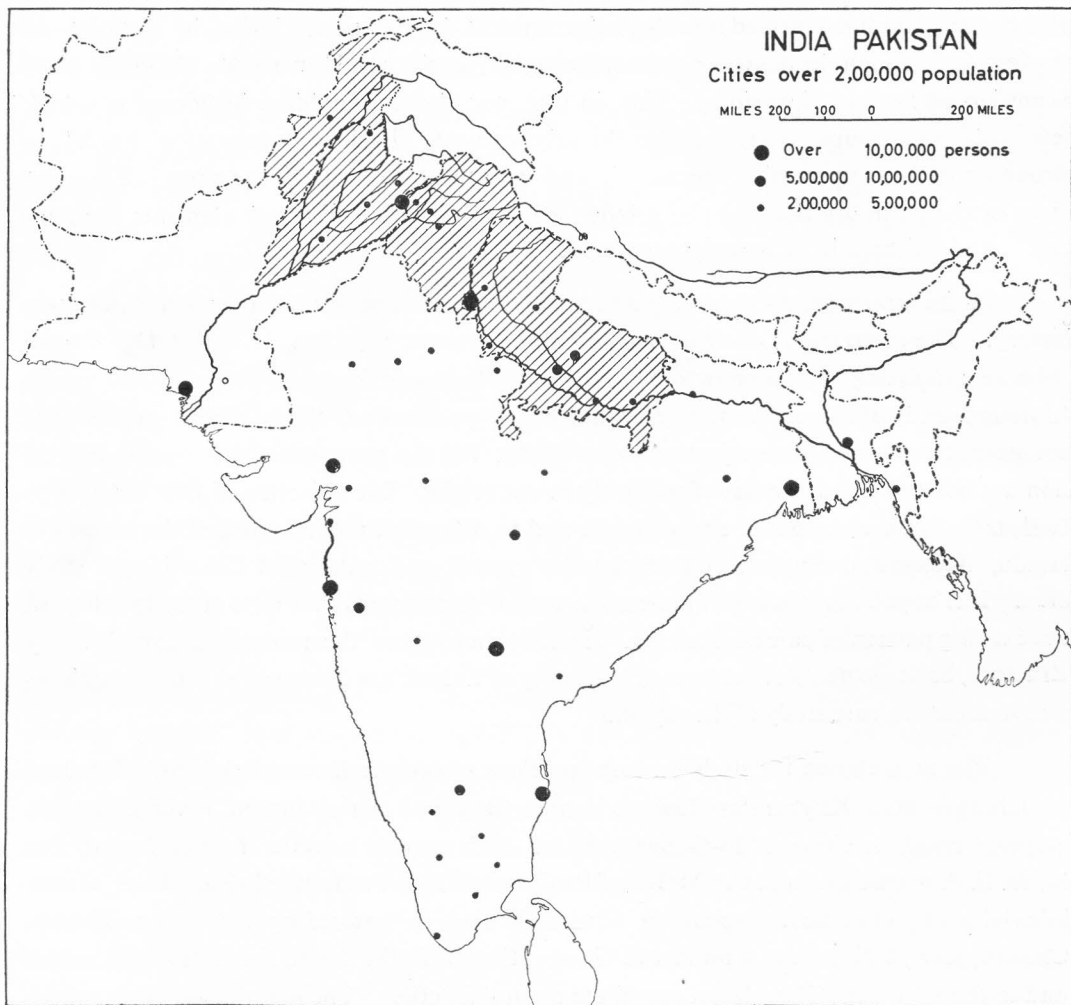 INDIA PAKISTAN
Cities over 2,00,000 population
MILES 200 100 0 200 MILES
Over 10,00,000 persons
5,00,000 10,00,000
2,00,000 5,00,000